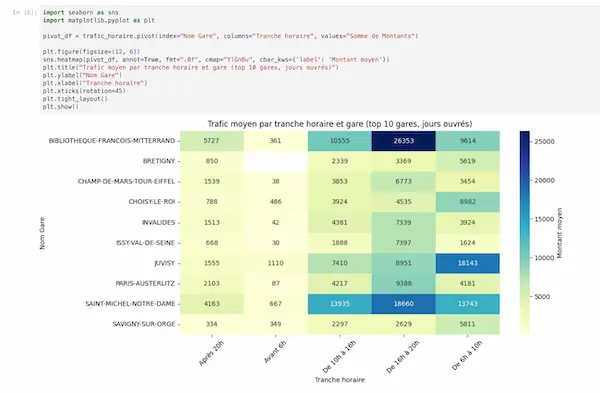 In [6]: import seaborn as sns
import matplotlib.pyplot as plt
pivot_df = trafic_horaire.pivot(index="Nom Gare", columns="Tranche horaire", values="Somme de Montants")
plt.figure(figsize=(12, 6))
sns.heatmap(pivot_df, annot=True, fmt=".0f", cmap="YlGnBu", cbar_kws={'label': 'Montant moyen'})
plt.title("Trafic moyen par tranche horaire et gare (top 10 gares, jours ouvrés)")
plt.ylabel("Nom Gare")
plt.xlabel("Tranche horaire")
plt.xticks(rotation=45)
plt.tight_layout()
plt.show()
Trafic moyen par tranche horaire et gare (top 10 gares, jours ouvrés)
BIBLIOTHEQUE-FRANCOIS-MITTERRAND 5727 361 10555 26353 9614
BRETIGNY 850 2339 3369 5619
CHAMP-DE-MARS-TOUR-EIFFEL 1539 38 3853 6773 3454
CHOISY-LE-ROI 788 486 3924 4535 8982
INVALIDES 1513 42 4381 7339 3924
ISSY-VAL-DE-SEINE 668 30 1888 7397 1624
JUVISY 1555 1110 7410 8951 18143
PARIS-AUSTERLITZ 2103 87 4217 9388 4181
SAINT-MICHEL-NOTRE-DAME 4163 667 13935 18660 13743
SAVIGNY-SUR-ORGE 334 349 2297 2629 5811
Nom Gare
Après 20h
Avant 6h
De 10h à 16h
De 16h à 20h
De 6h à 10h
Tranche horaire
25000
20000
15000
10000
5000
Montant moyen